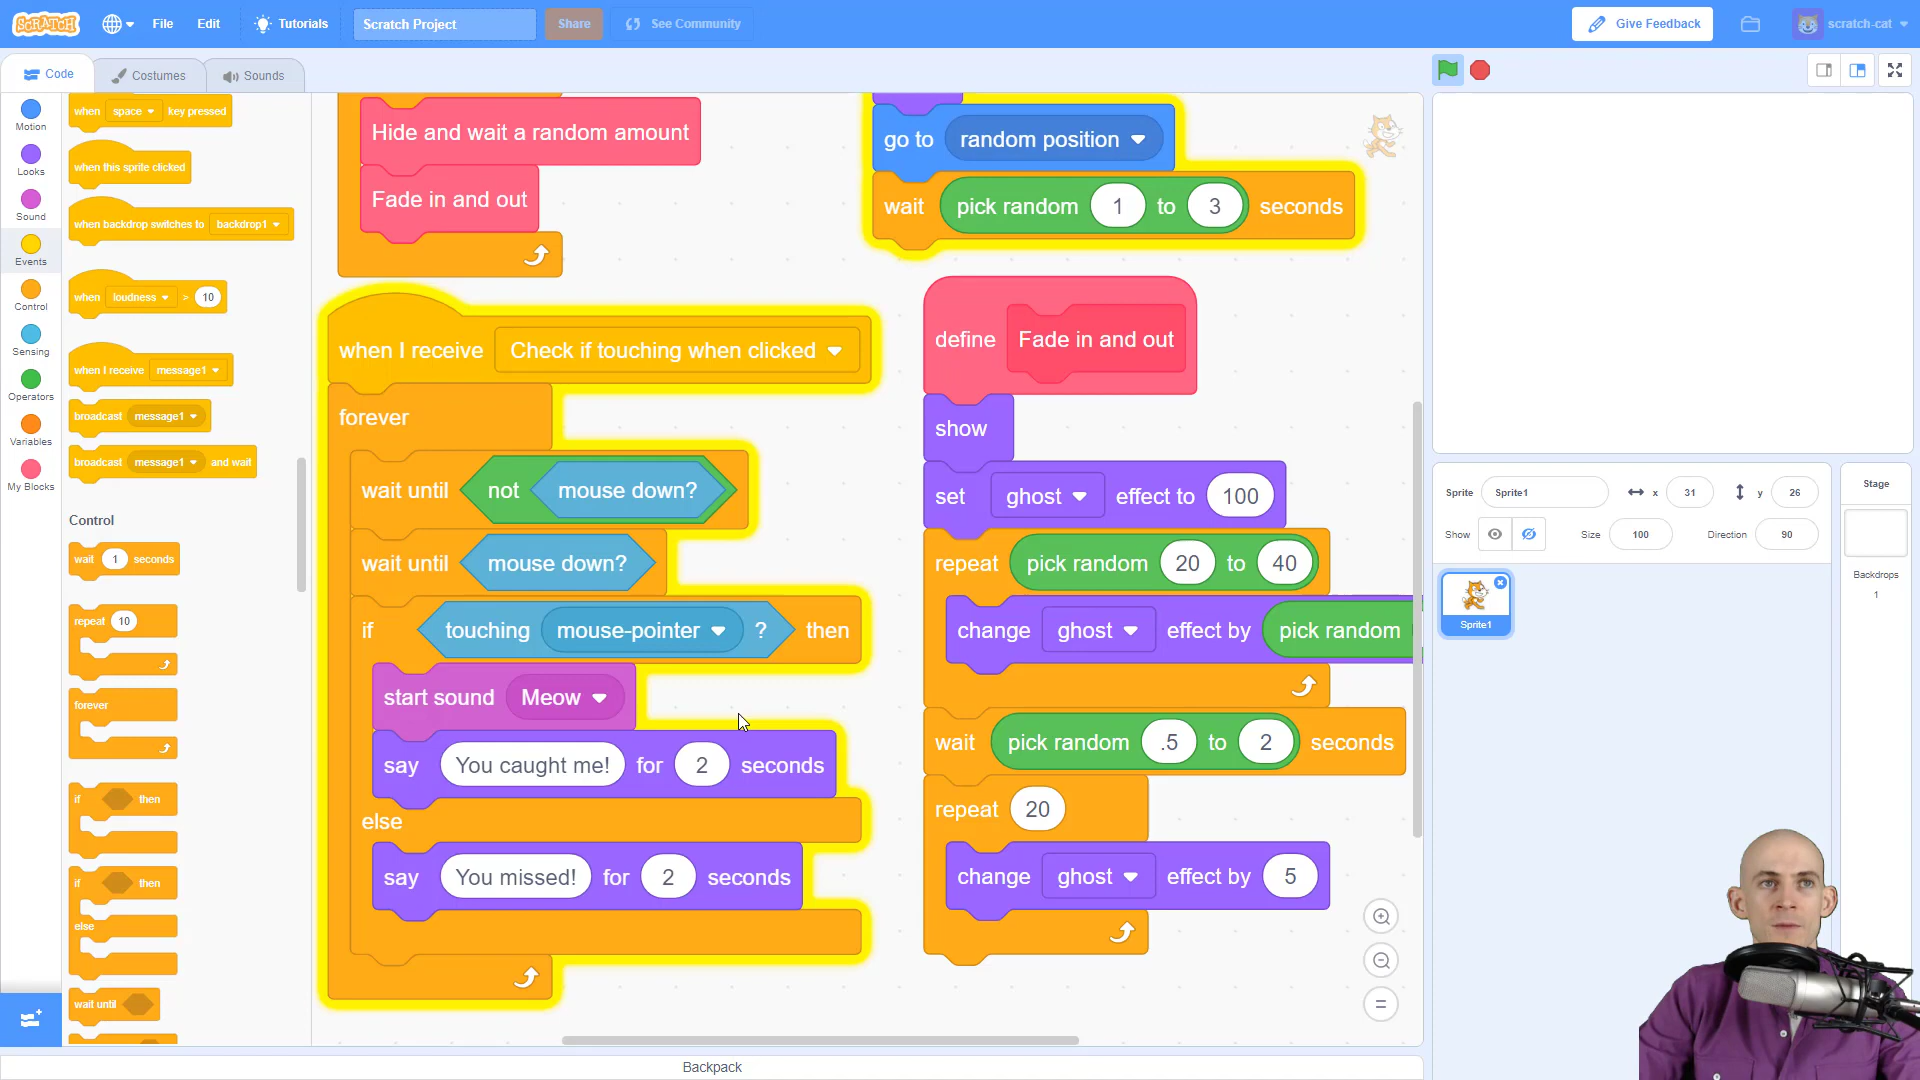 SCRATCH
File
Edit
Tutorials
Scratch Project
Share
See Community
Give Feedback
scratch-cat
Code
Costumes
Sounds
Motion
Looks
Sound
Events
Control
Sensing
Operators
Variables
My Blocks
when space key pressed
when this sprite clicked
when backdrop switches to backdrop1
when loudness > 10
when I receive message1
broadcast message1
broadcast message1 and wait
Control
wait 1 seconds
repeat 10
forever
if then
if then
else
wait until
Hide and wait a random amount
Fade in and out
when I receive Check if touching when clicked
forever
wait until not mouse down?
wait until mouse down?
if touching mouse-pointer ? then
start sound Meow
say You caught me! for 2 seconds
else
say You missed! for 2 seconds
go to random position
wait pick random 1 to 3 seconds
define Fade in and out
show
set ghost effect to 100
repeat pick random 20 to 40
change ghost effect by pick random
wait pick random .5 to 2 seconds
repeat 20
change ghost effect by 5
Backpack
Sprite Sprite1 x 31 y 26
Show Size 100 Direction 90
Sprite1
Stage
Backdrops
1